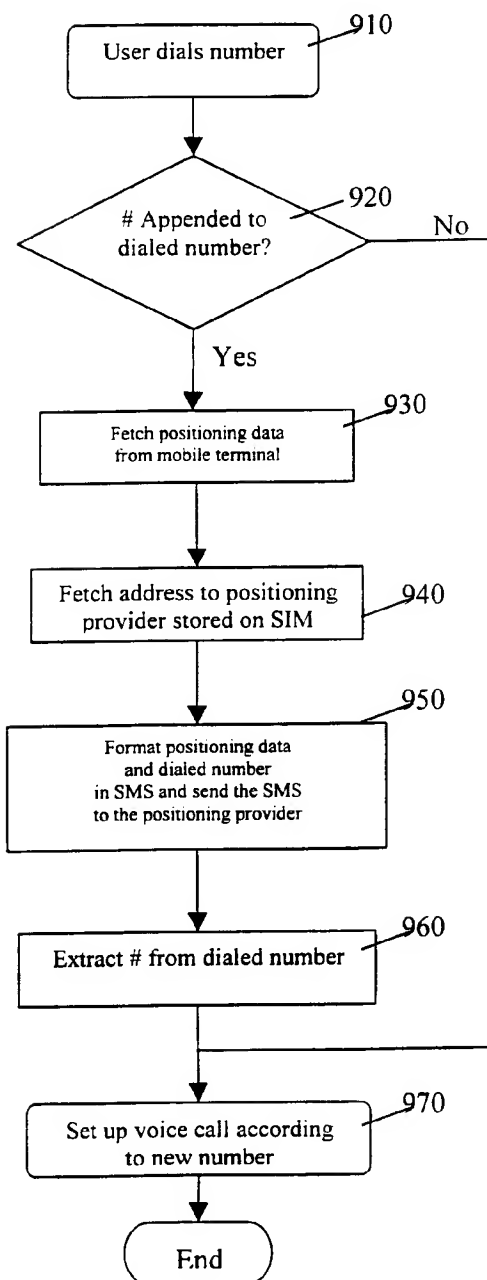 910
User dials number
920
# Appended to
dialed number?
No
Yes
930
Fetch positioning data
from mobile terminal
Fetch address to positioning
provider stored on SIM
940
950
Format positioning data
and dialed number
in SMS and send the SMS
to the positioning provider
960
Extract # from dialed number
970
Set up voice call according
to new number
End